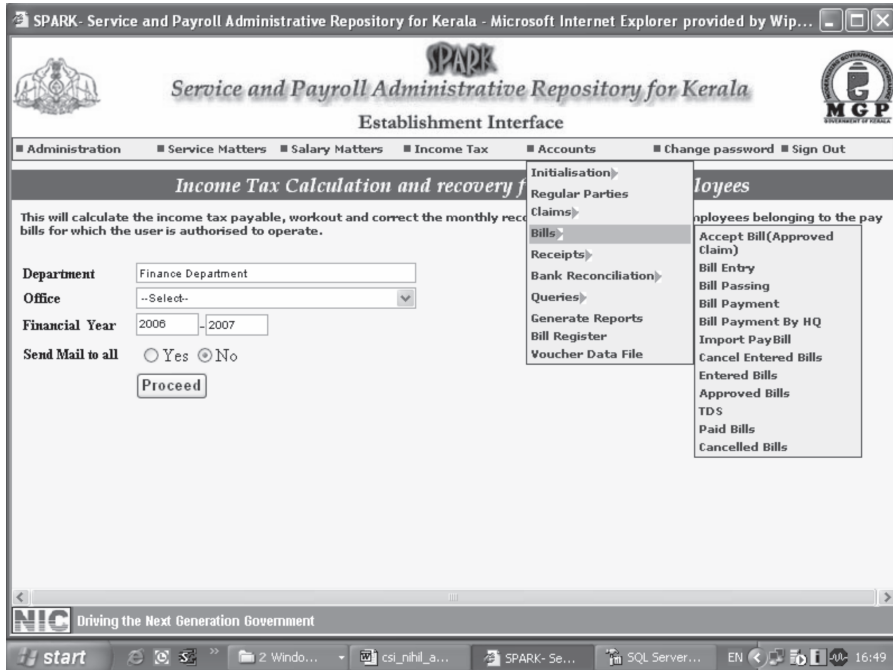 SPARK- Service and Payroll Administrative Repository for Kerala - Microsoft Internet Explorer provided by Wip...
SPARK
Service and Payroll Administrative Repository for Kerala
Establishment Interface
MGP
GOVERNMENT OF KERALA
Administration Service Matters Salary Matters Income Tax Accounts Change password Sign Out
Income Tax Calculation and recovery f loyees
This will calculate the income tax payable, workout and correct the monthly reco mployees belonging to the pay
bills for which the user is authorised to operate.
Department Finance Department
Office --Select--
Financial Year 2006 - 2007
Send Mail to all Yes No
Proceed
Initialisation
Regular Parties
Claims
Bills
Receipts
Bank Reconciliation
Queries
Generate Reports
Bill Register
Voucher Data File
Accept Bill(Approved
Claim)
Bill Entry
Bill Passing
Bill Payment
Bill Payment By HQ
Import PayBill
Cancel Entered Bills
Entered Bills
Approved Bills
TDS
Paid Bills
Cancelled Bills
NIC Driving the Next Generation Government
start 2 Windo... csi_nihil_a... SPARK- Se... SQL Server... EN 16:49